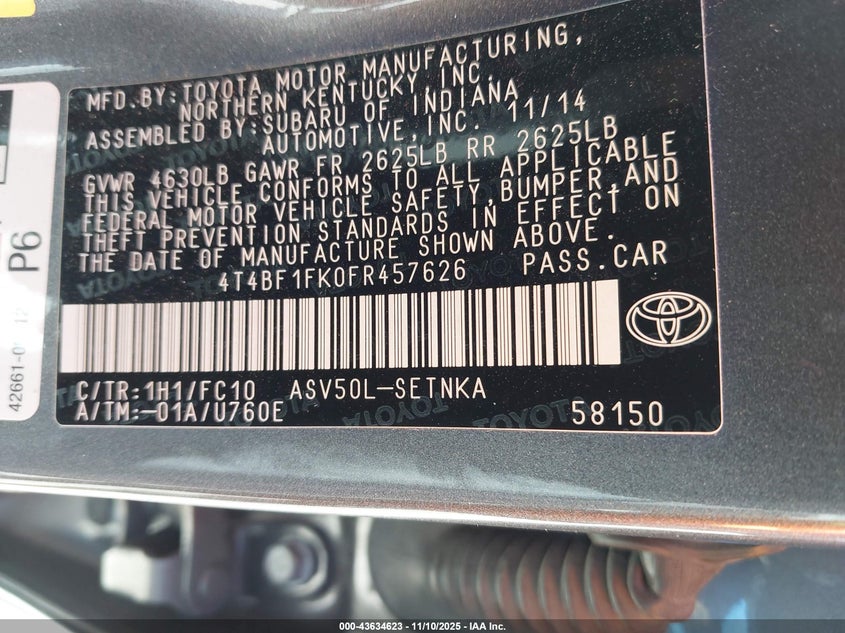 MFD.BY:TOYOTA MOTOR MANUFACTURING,
NORTHERN KENTUCKY, INC.
ASSEMBLED BY:SUBARU OF INDIANA
AUTOMOTIVE,INC. 11/14
GVWR 4630LB GAWR FR 2625LB RR 2625LB
THIS VEHICLE CONFORMS TO ALL APPLICABLE
FEDERAL MOTOR VEHICLE SAFETY,BUMPER,AND
THEFT PREVENTION STANDARDS IN EFFECT ON
THE DATE OF MANUFACTURE SHOWN ABOVE.
4T4BF1FK0FR457626 PASS.CAR
C/TR:1H1/FC10 ASV50L-SETNKA
A/TM:-01A/U760E 58150
P6
000-43634623 — 11/10/2025 — IAA Inc.